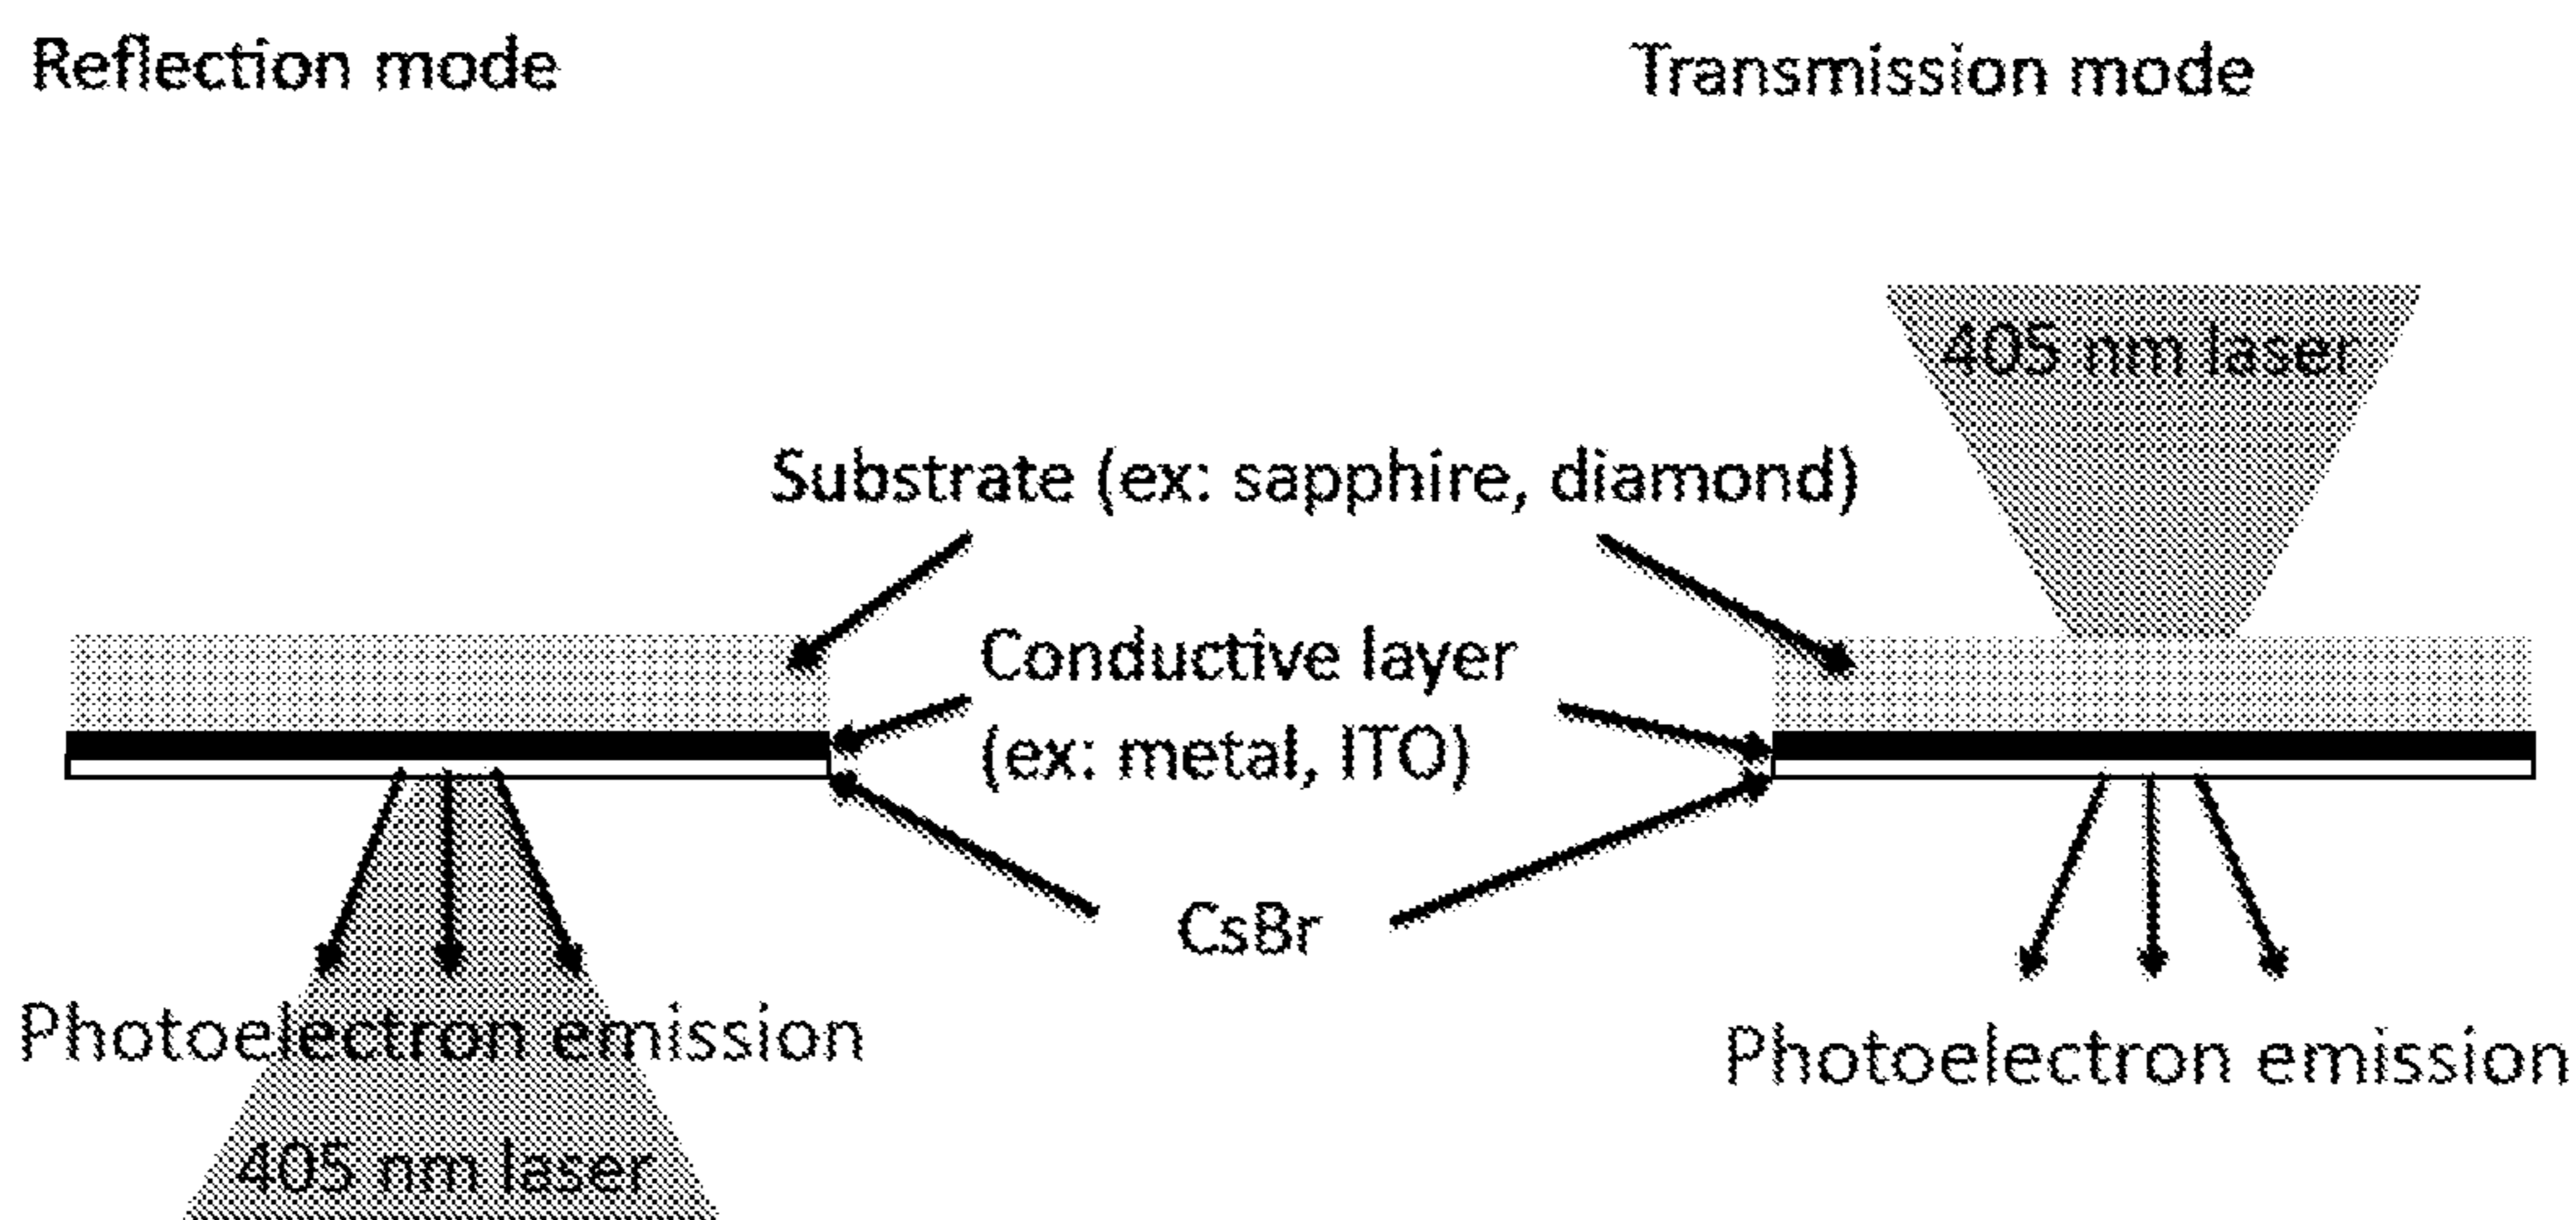 Reflection mode
Transmission mode
405 nm laser
Substrate (ex: sapphire, diamond)
Conductive layer
(ex: metal, ITO)
CsBr
Photoelectron emission
Photoelectron emission
405 nm laser